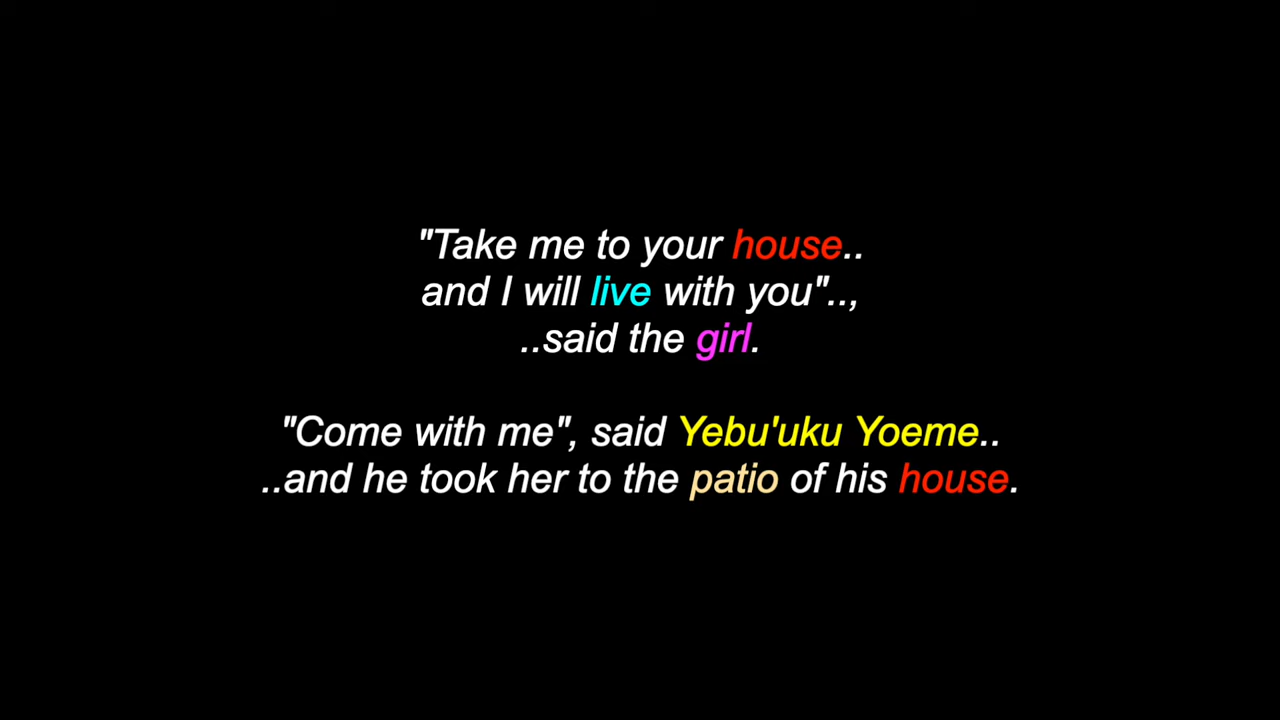 "Take me to your house..
and I will live with you"..,
..said the girl.
"Come with me", said Yebu'uku Yoeme..
..and he took her to the patio of his house.